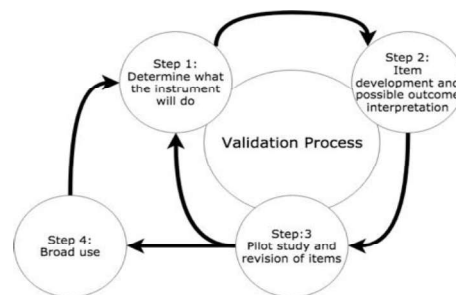 Step 1:
Determine what
the instrument
will do
Step 2:
Item
development and
possible outcome
interpretation
Validation Process
Step:3
Pilot study and
revision of items
Step 4:
Broad use